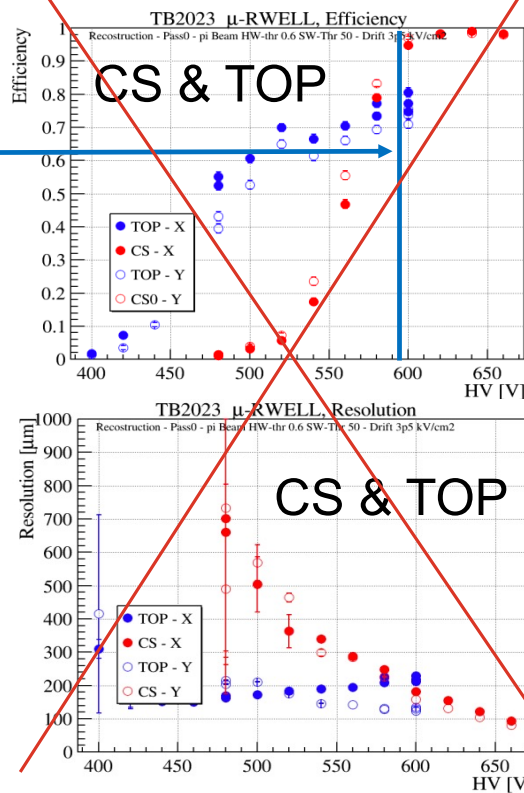 TB2023 μ-RWELL, Efficiency
Recostruction - Pass0 - pi Beam HW-thr 0.6 SW-Thr 50 - Drift 3p5 kV/cm2
CS & TOP
Efficiency
1
0.9
0.8
0.7
0.6
0.5
0.4
0.3
0.2
0.1
0
TOP - X
CS - X
TOP - Y
CS0 - Y
400 450 500 550 600 650
HV [V]
TB2023 μ-RWELL, Resolution
Recostruction - Pass0 - pi Beam HW-thr 0.6 SW-Thr 50 - Drift 3p5 kV/cm2
CS & TOP
Resolution [μm]
1000
900
800
700
600
500
400
300
200
100
0
TOP - X
CS - X
TOP - Y
CS - Y
400 450 500 550 600 650
HV [V]